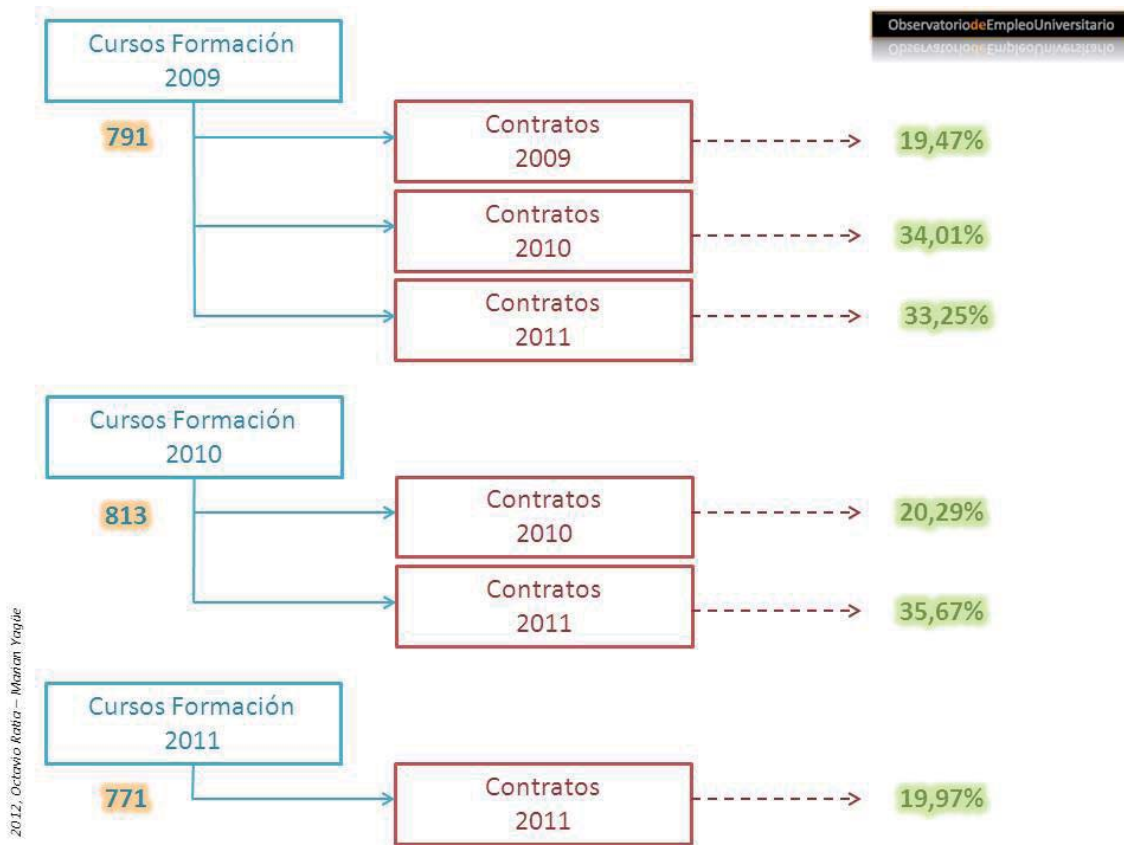 ObservatoriodeEmpleoUniversitario
Cursos Formación
2009
791
Contratos
2009
19,47%
Contratos
2010
34,01%
Contratos
2011
33,25%
Cursos Formación
2010
813
Contratos
2010
20,29%
Contratos
2011
35,67%
Cursos Formación
2011
771
Contratos
2011
19,97%
2012, Octavio Ratia – Marian Yagüe